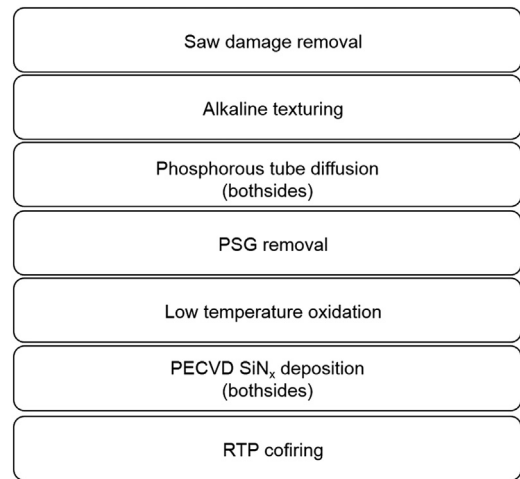 Saw damage removal
Alkaline texturing
Phosphorous tube diffusion
(bothsides)
PSG removal
Low temperature oxidation
PECVD SiNₓ deposition
(bothsides)
RTP cofiring